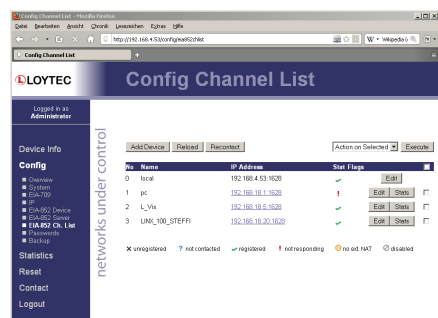 Config Channel List - Mozilla Firefox
Datei Bearbeiten Ansicht Chronik Lesezeichen Extras Hilfe
http://192.168.4.53/config/eia852chlist
Config Channel List
LOYTEC
Config Channel List
Logged in as
Administrator
networks under control
Device Info
Config
Overview
System
EIA-709
IP
EIA-852 Device
EIA-852 Server
EIA-852 Ch. List
Passwords
Backup
Statistics
Reset
Contact
Logout
Add Device Reload Recontact Action on Selected Execute
No Name IP Address Stat Flags
0 local 192.168.4.53:1628 Edit
1 pc 192.168.18.1:1628 ! Edit Stats
2 L_Vis 192.168.18.5:1628 Edit Stats
3 LINX_100_STEFFI 192.168.18.20:1628 Edit Stats
unregistered ? not contacted registered ! not responding no ext. NAT disabled